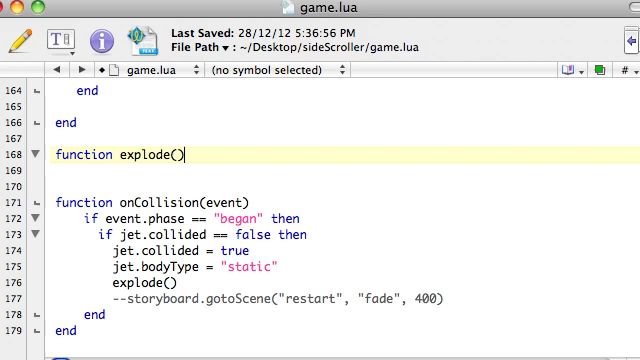 game.lua
Last Saved: 28/12/12 5:36:56 PM
File Path ▾ : ~/Desktop/sideScroller/game.lua
game.lua (no symbol selected) #
164 end
165
166 end
167
168 function explode()
169
170
171 function onCollision(event)
172 if event.phase == "began" then
173 if jet.collided == false then
174 jet.collided = true
175 jet.bodyType = "static"
176 explode()
177 --storyboard.gotoScene("restart", "fade", 400)
178 end
179 end